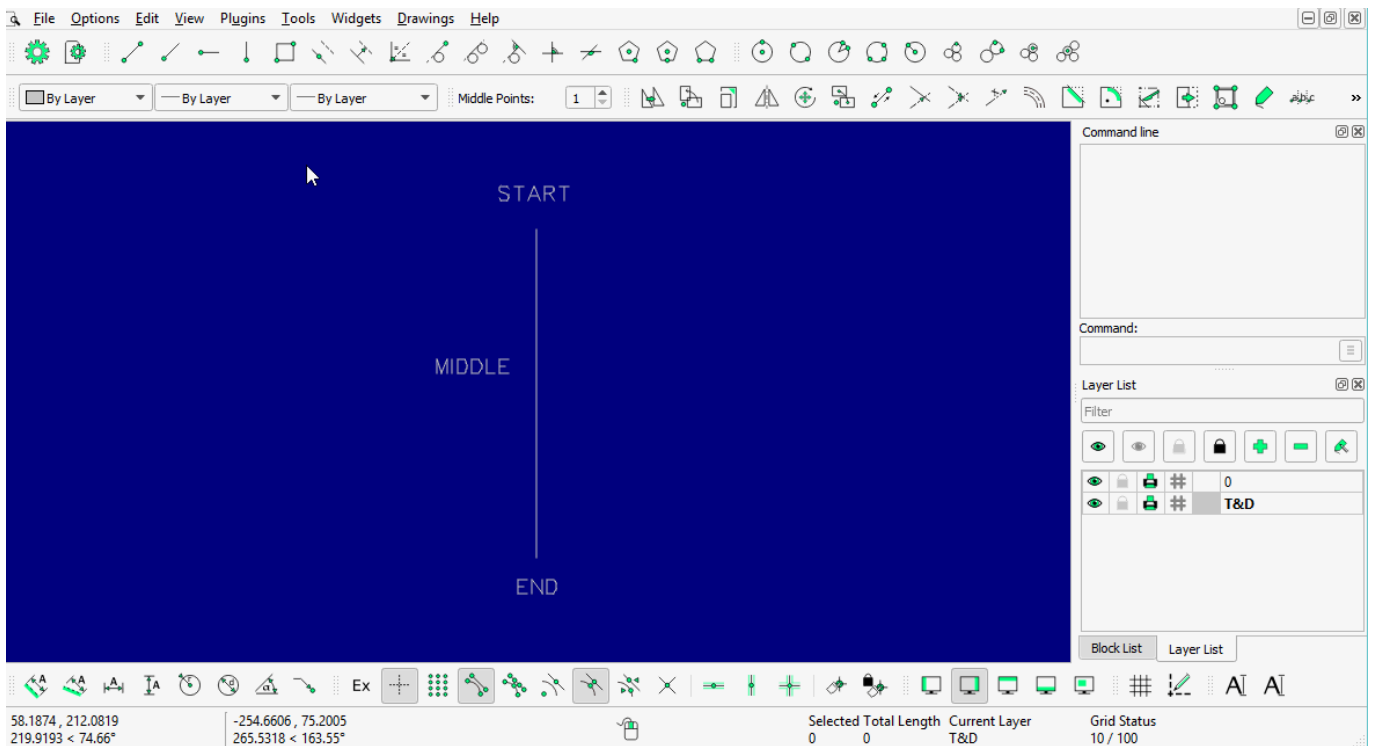 File Options Edit View Plugins Tools Widgets Drawings Help
By Layer By Layer By Layer Middle Points: 1
Command line
START
MIDDLE
END
Command:
Layer List
Filter
0
T&D
Block List Layer List
Ex
58.1874 , 212.0819 -254.6606 , 75.2005 Selected Total Length Current Layer Grid Status
219.9193 < 74.66° 265.5318 < 163.55° 0 0 T&D 10 / 100